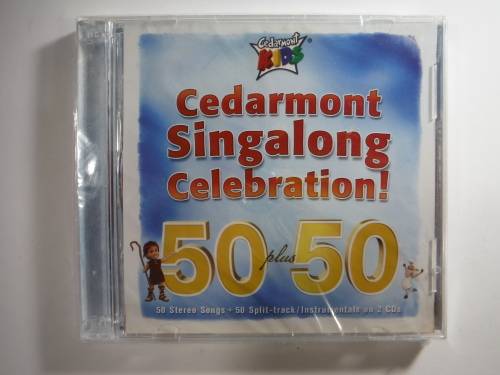 Cedarmont
KIDS
Cedarmont
Singalong
Celebration!
50 plus 50
50 Stereo Songs + 50 Split-track/Instrumentals on 2 CDs